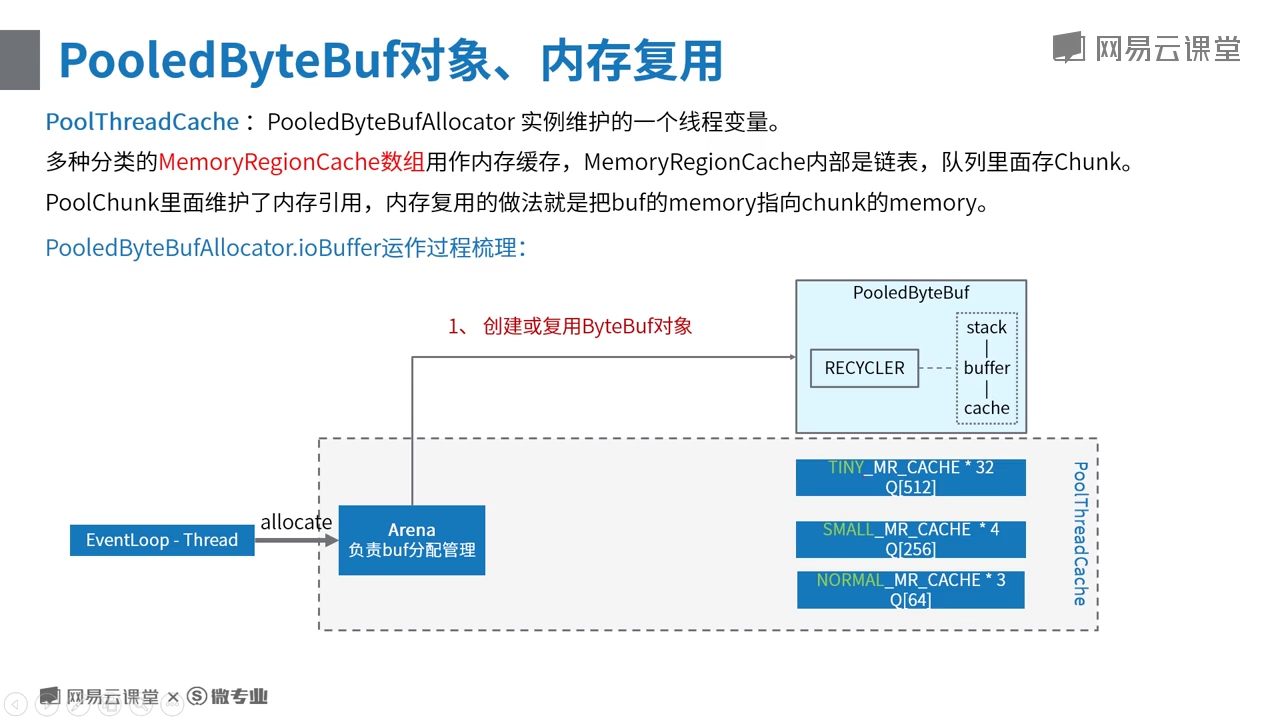 PooledByteBuf对象、内存复用
网易云课堂
PoolThreadCache ： PooledByteBufAllocator 实例维护的一个线程变量。
多种分类的MemoryRegionCache数组用作内存缓存，MemoryRegionCache内部是链表，队列里面存Chunk。
PoolChunk里面维护了内存引用，内存复用的做法就是把buf的memory指向chunk的memory。
PooledByteBufAllocator.ioBuffer运作过程梳理：
PooledByteBuf
1、 创建或复用ByteBuf对象
stack
RECYCLER
buffer
cache
TINY_MR_CACHE * 32
Q[512]
PoolThreadCache
allocate
EventLoop - Thread
Arena
负责buf分配管理
SMALL_MR_CACHE * 4
Q[256]
NORMAL_MR_CACHE * 3
Q[64]
网易云课堂 × S 微专业